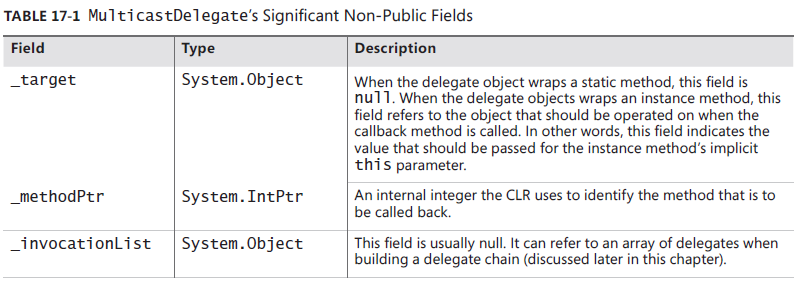 TABLE 17-1 MulticastDelegate’s Significant Non-Public Fields
Field Type Description
_target System.Object When the delegate object wraps a static method, this field is
null. When the delegate objects wraps an instance method, this
field refers to the object that should be operated on when the
callback method is called. In other words, this field indicates the
value that should be passed for the instance method’s implicit
this parameter.
_methodPtr System.IntPtr An internal integer the CLR uses to identify the method that is to
be called back.
_invocationList System.Object This field is usually null. It can refer to an array of delegates when
building a delegate chain (discussed later in this chapter).